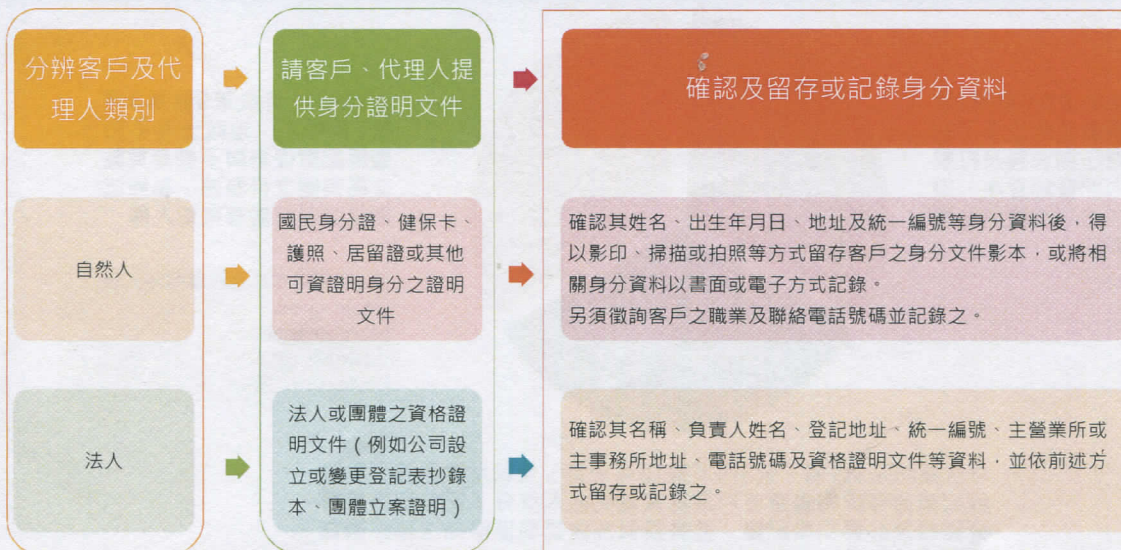 分辨客戶及代
理人類別
請客戶、代理人提
供身分證明文件
確認及留存或記錄身分資料
自然人
國民身分證、健保卡、
護照、居留證或其他
可資證明身分之證明
文件
確認其姓名、出生年月日、地址及統一編號等身分資料後，得
以影印、掃描或拍照等方式留存客戶之身分文件影本，或將相
關身分資料以書面或電子方式記錄。
另須徵詢客戶之職業及聯絡電話號碼並記錄之。
法人
法人或團體之資格證
明文件（例如公司設
立或變更登記表抄錄
本、團體立案證明）
確認其名稱、負責人姓名、登記地址、統一編號、主營業所或
主事務所地址、電話號碼及資格證明文件等資料，並依前述方
式留存或記錄之。